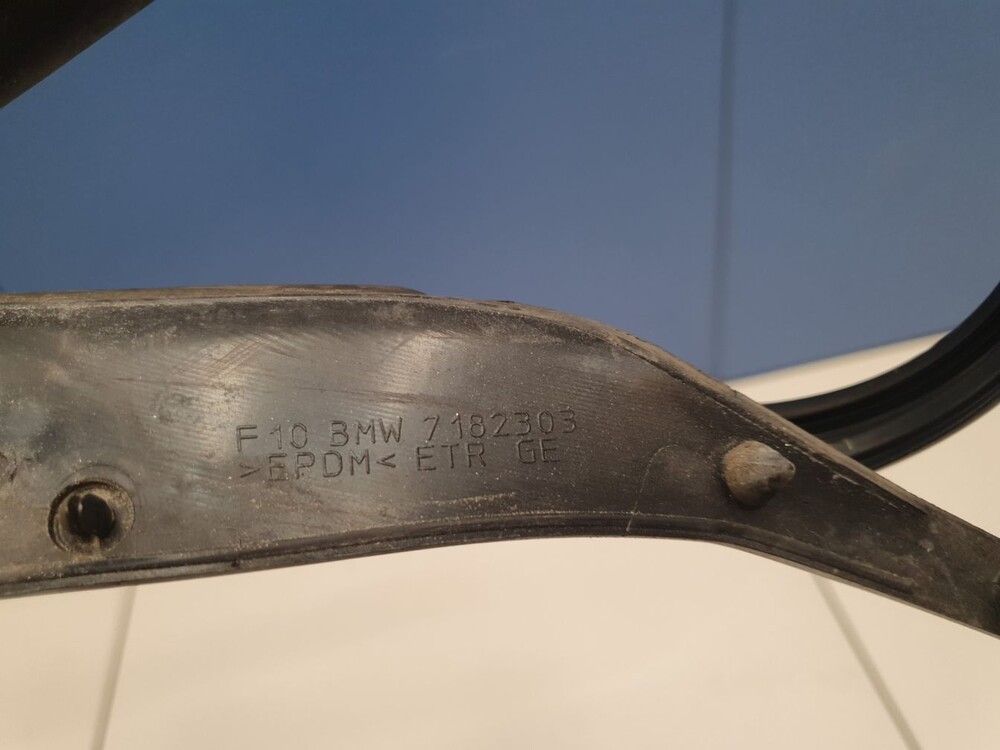 F10 BMW 7182303
>EPDM< ETR GE